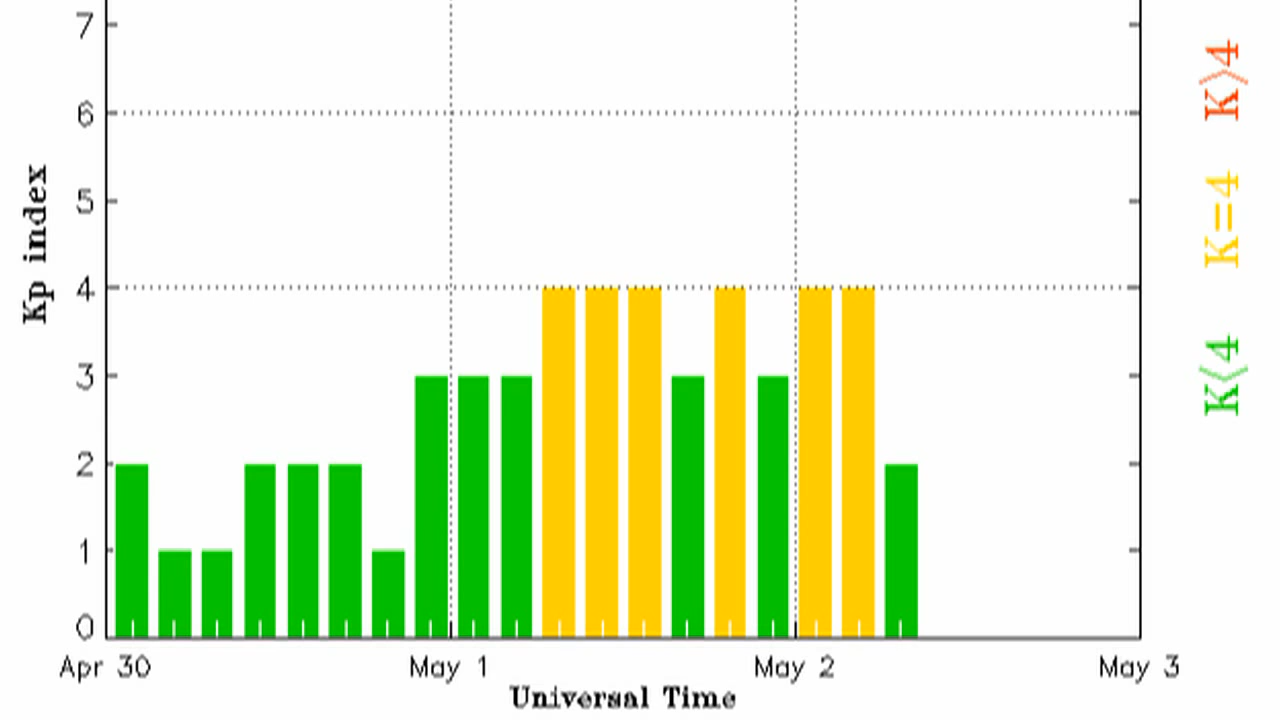 7
6
5
4
3
2
1
0
Kp index
Apr 30
May 1
May 2
May 3
Universal Time
K>4
K=4
K<4